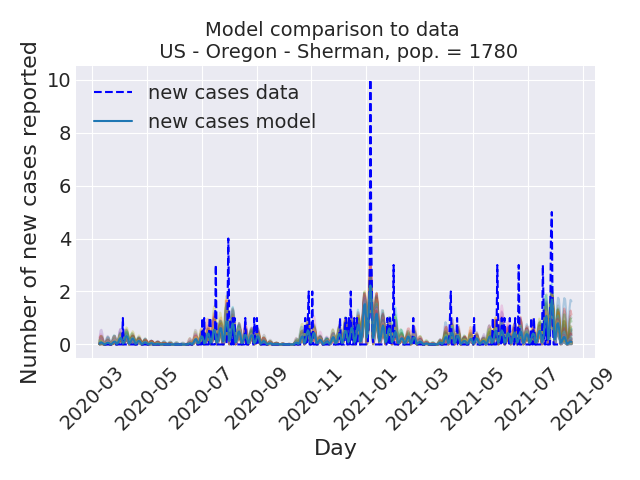 Model comparison to data
US - Oregon - Sherman, pop. = 1780
Number of new cases reported
10
8
6
4
2
0
new cases data
new cases model
2020-03
2020-05
2020-07
2020-09
2020-11
2021-01
2021-03
2021-05
2021-07
2021-09
Day